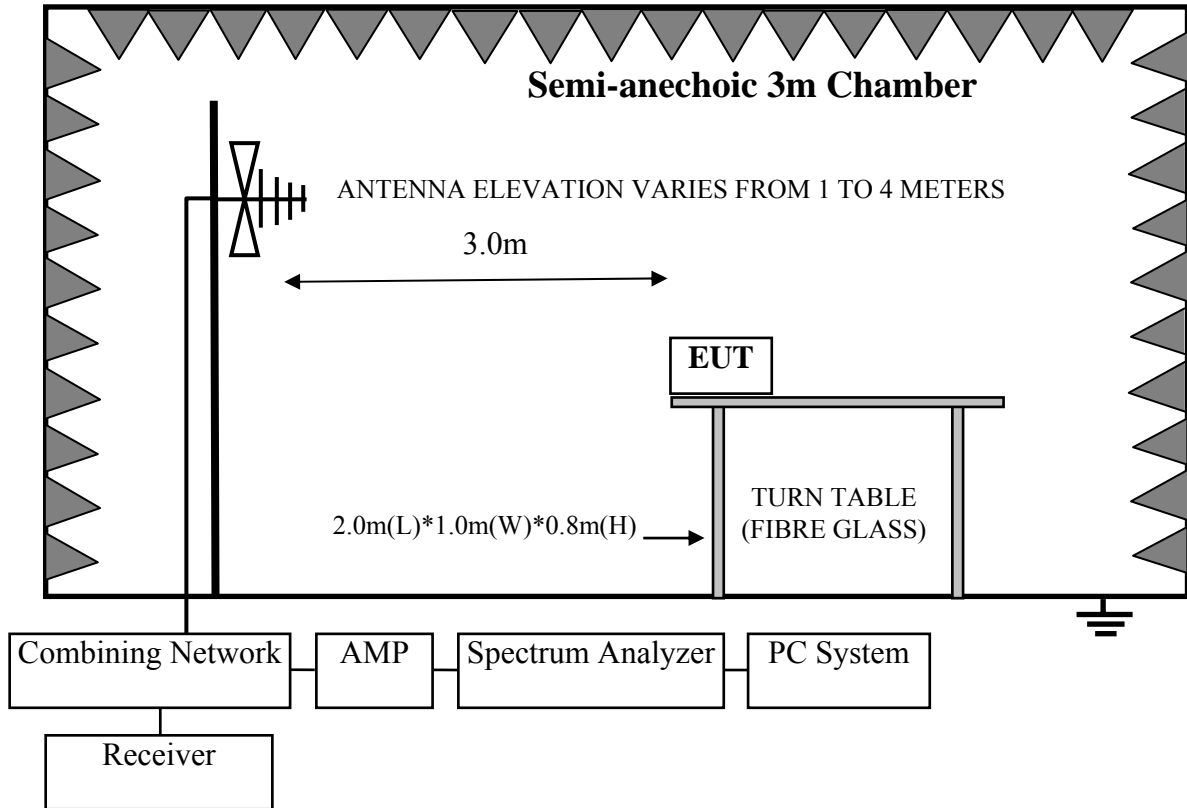 Semi-anechoic 3m Chamber
ANTENNA ELEVATION VARIES FROM 1 TO 4 METERS
3.0m
EUT
2.0m(L)*1.0m(W)*0.8m(H)
TURN TABLE
(FIBRE GLASS)
Combining Network
AMP
Spectrum Analyzer
PC System
Receiver